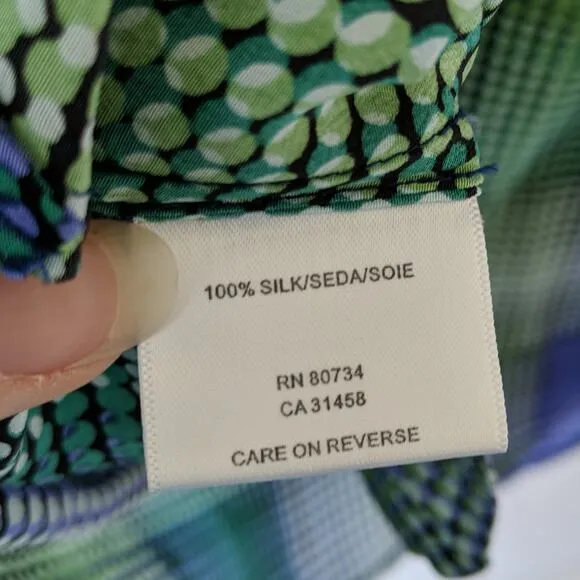 100% SILK/SEDA/SOIE
RN 80734
CA 31458
CARE ON REVERSE